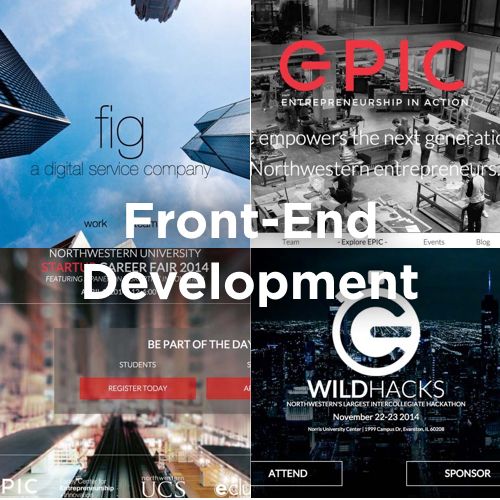 fig
a digital service company
work
EPIC
ENTREPRENEURSHIP IN ACTION
empowers the next
Northwestern entrepreneurs.
Team - Explore EPIC - Events Blog
Front-End
Development
NORTHWESTERN UNIVERSITY
STARTUP CAREER FAIR 2014
FEATURING
BE PART OF THE DAY
STUDENTS
REGISTER TODAY
PIC
Entrepreneurship
northwestern
UCS
WILDHACKS
NORTHWESTERN'S LARGEST INTERCOLLEGIATE HACKATHON
November 22-23 2014
Norris University Center | 1999 Campus Dr, Evanston, IL 60208
ATTEND SPONSOR